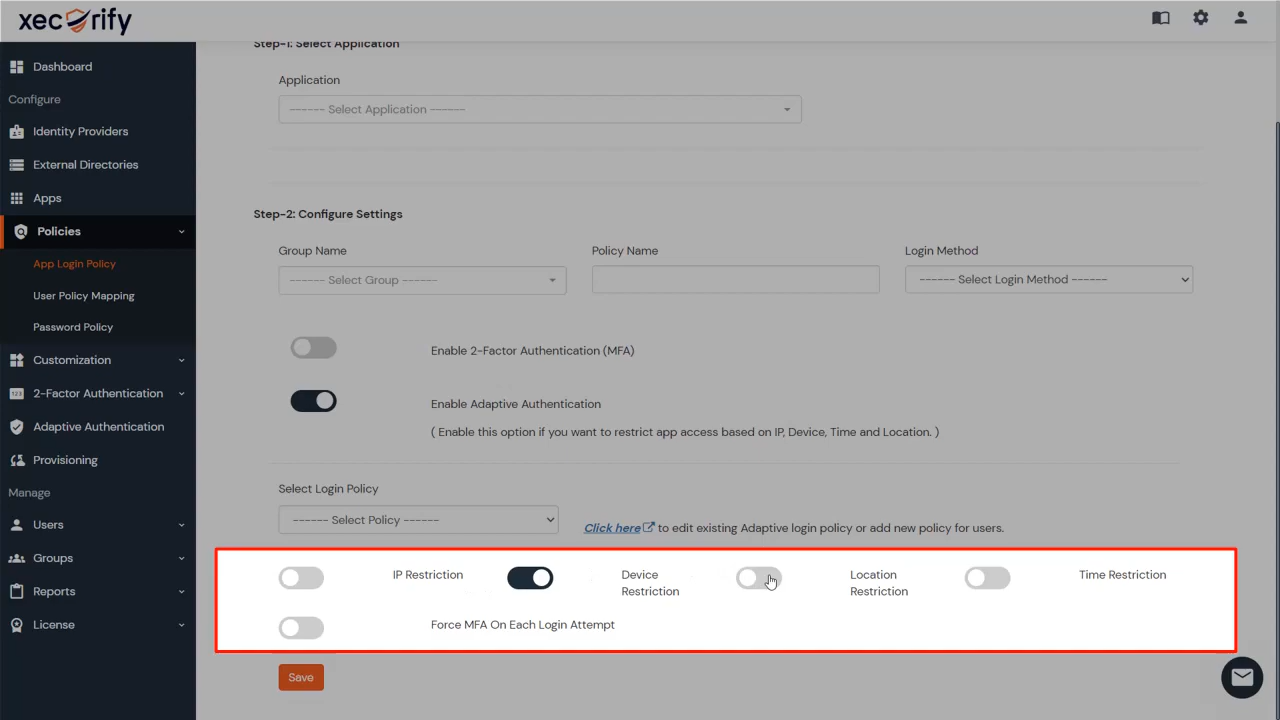 xecurify
Dashboard
Configure
Identity Providers
External Directories
Apps
Policies
App Login Policy
User Policy Mapping
Password Policy
Customization
123
2-Factor Authentication
Adaptive Authentication
Provisioning
Manage
Users
Groups
Reports
License
Step-1: Select Application
Application
------ Select Application ------
Step-2: Configure Settings
Group Name
Policy Name
Login Method
------ Select Group ------
------ Select Login Method ------
Enable 2-Factor Authentication (MFA)
Enable Adaptive Authentication
( Enable this option if you want to restrict app access based on IP, Device, Time and Location. )
Select Login Policy
------ Select Policy ------
Click here to edit existing Adaptive login policy or add new policy for users.
IP Restriction
Device
Restriction
Location
Restriction
Time Restriction
Force MFA On Each Login Attempt
Save